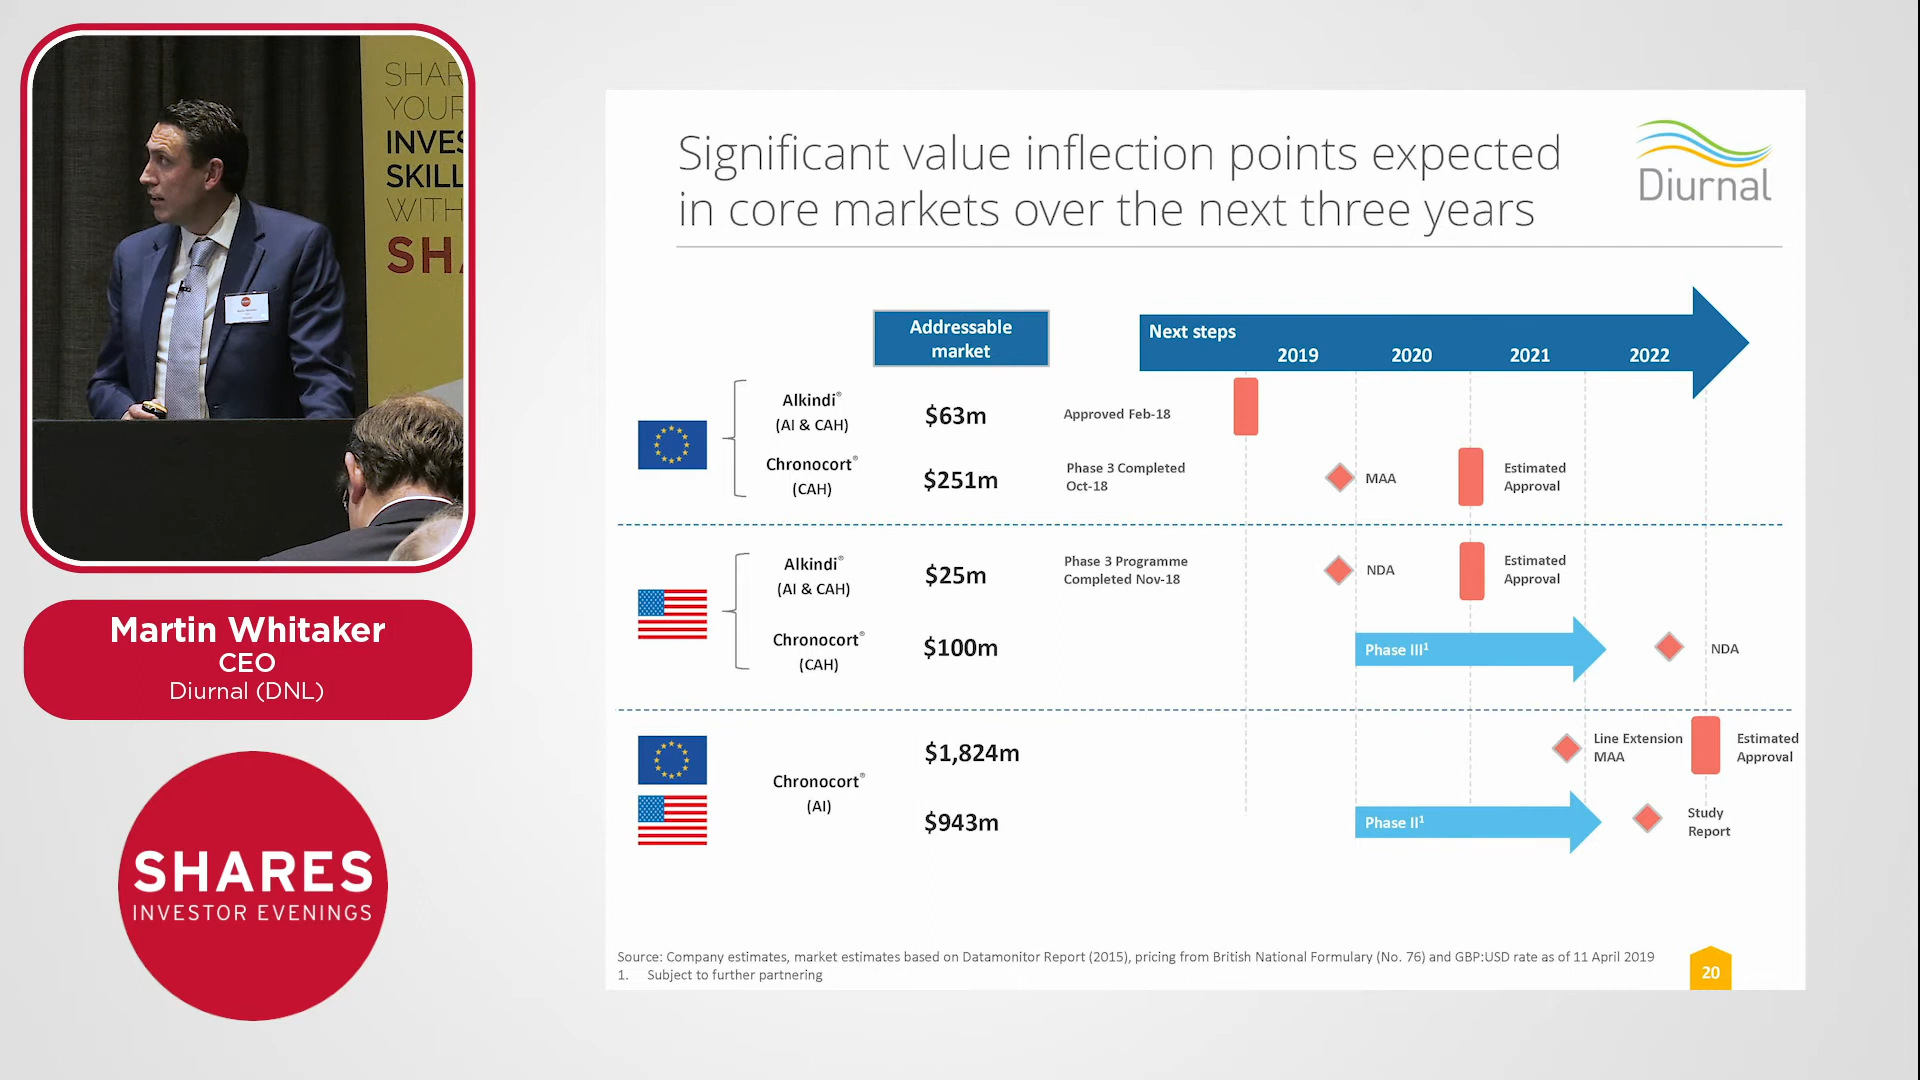 SHAR
YOUR
INVES
SKILL
WITH
SHA
Martin Whitaker
CEO
Diurnal (DNL)
SHARES
INVESTOR EVENINGS
Significant value inflection points expected
in core markets over the next three years
Diurnal
Addressable
market
Next steps
2019 2020 2021 2022
Alkindi®
(AI & CAH)
$63m
Approved Feb-18
Chronocort®
(CAH)
$251m
Phase 3 Completed
Oct-18
MAA
Estimated
Approval
Alkindi®
(AI & CAH)
$25m
Phase 3 Programme
Completed Nov-18
NDA
Estimated
Approval
Chronocort®
(CAH)
$100m
Phase III¹
NDA
Chronocort®
(AI)
$1,824m
Line Extension
MAA
Estimated
Approval
$943m
Phase II¹
Study
Report
Source: Company estimates, market estimates based on Datamonitor Report (2015), pricing from British National Formulary (No. 76) and GBP:USD rate as of 11 April 2019
1. Subject to further partnering
20